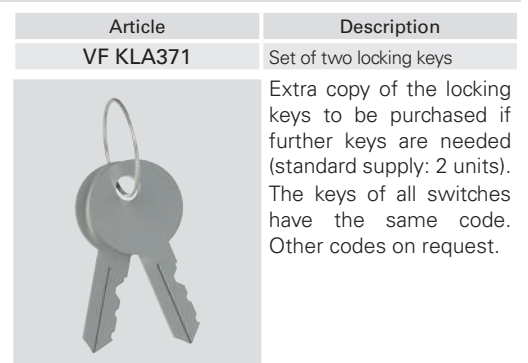 Article Description
VF KLA371 Set of two locking keys
Extra copy of the locking
keys to be purchased if
further keys are needed
(standard supply: 2 units).
The keys of all switches
have the same code.
Other codes on request.